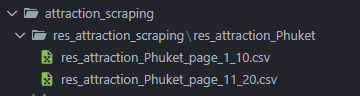 attraction_scraping
res_attraction_scraping\res_attraction_Phuket
res_attraction_Phuket_page_1_10.csv
res_attraction_Phuket_page_11_20.csv